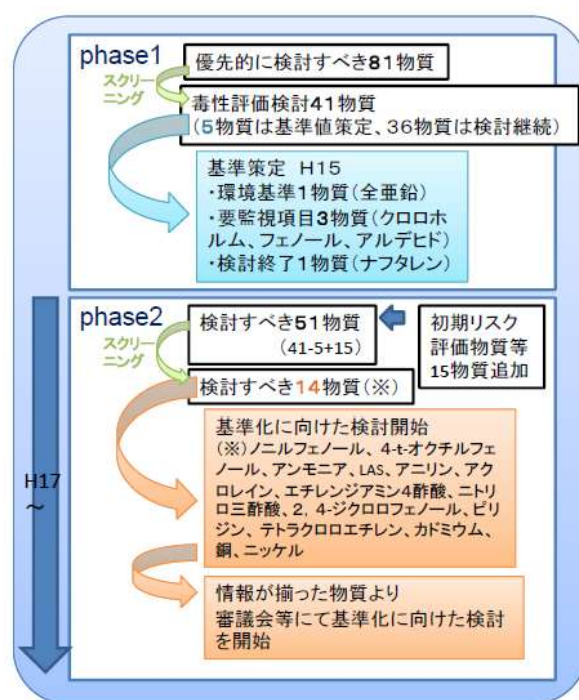 phase1
優先的に検討すべき81物質
スクリー
ニング
毒性評価検討41物質
(5物質は基準値策定、36物質は検討継続)
基準策定 H15
・環境基準1物質(全亜鉛)
・要監視項目3物質(クロロホ
ルム、フェノール、アルデヒド)
・検討終了1物質(ナフタレン)
phase2
検討すべき51物質
(41-5+15)
初期リスク
評価物質等
15物質追加
スクリー
ニング
検討すべき14物質(※)
基準化に向けた検討開始
(※)ノニルフェノール、4-t-オクチルフェ
ノール、アンモニア、LAS、アニリン、アク
ロレイン、エチレンジアミン4酢酸、ニトリ
ロ三酢酸、2, 4-ジクロロフェノール、ピリ
ジン、テトラクロロエチレン、カドミウム、
銅、ニッケル
H17
~
情報が揃った物質より
審議会等にて基準化に向けた検討
を開始